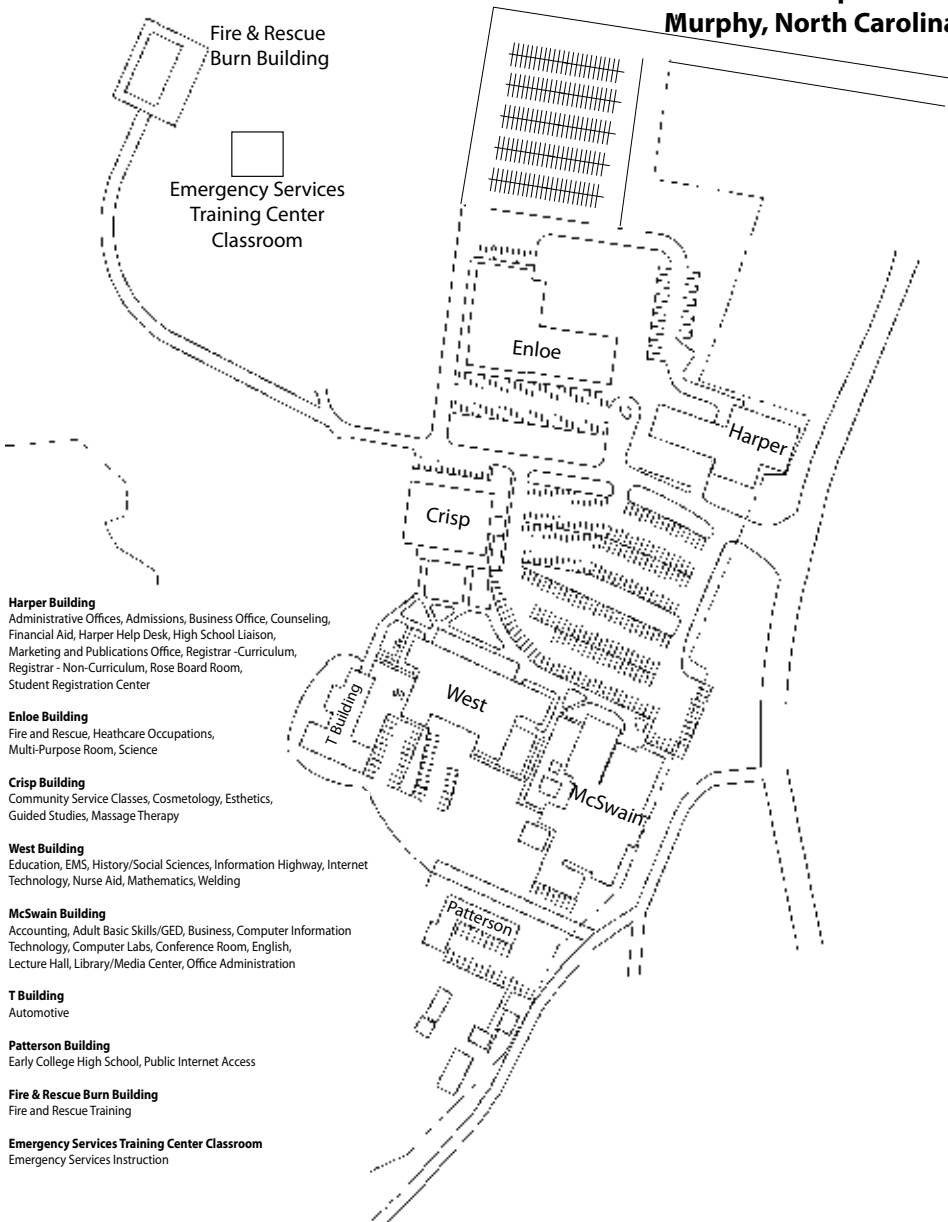 Murphy, North Carolina
Fire & Rescue
Burn Building
Emergency Services
Training Center
Classroom
Enloe
Harper
Crisp
West
T Building
McSwain
Patterson
Harper Building
Administrative Offices, Admissions, Business Office, Counseling,
Financial Aid, Harper Help Desk, High School Liaison,
Marketing and Publications Office, Registrar -Curriculum,
Registrar - Non-Curriculum, Rose Board Room,
Student Registration Center
Enloe Building
Fire and Rescue, Heathcare Occupations,
Multi-Purpose Room, Science
Crisp Building
Community Service Classes, Cosmetology, Esthetics,
Guided Studies, Massage Therapy
West Building
Education, EMS, History/Social Sciences, Information Highway, Internet
Technology, Nurse Aid, Mathematics, Welding
McSwain Building
Accounting, Adult Basic Skills/GED, Business, Computer Information
Technology, Computer Labs, Conference Room, English,
Lecture Hall, Library/Media Center, Office Administration
T Building
Automotive
Patterson Building
Early College High School, Public Internet Access
Fire & Rescue Burn Building
Fire and Rescue Training
Emergency Services Training Center Classroom
Emergency Services Instruction